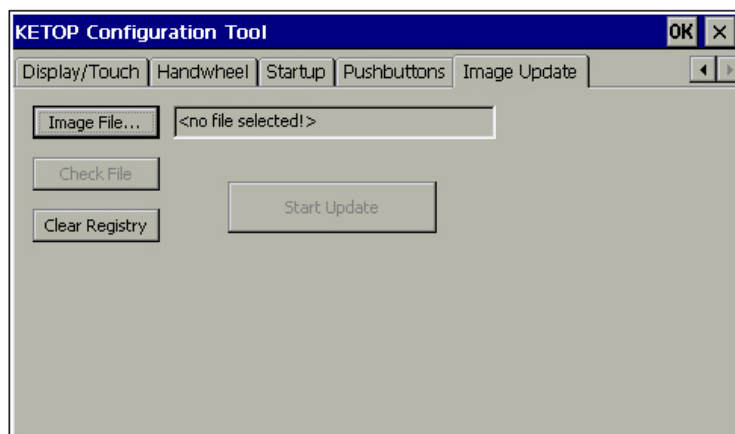 KETOP Configuration Tool OK ×
Display/Touch Handwheel Startup Pushbuttons Image Update
Image File... <no file selected!>
Check File
Start Update
Clear Registry